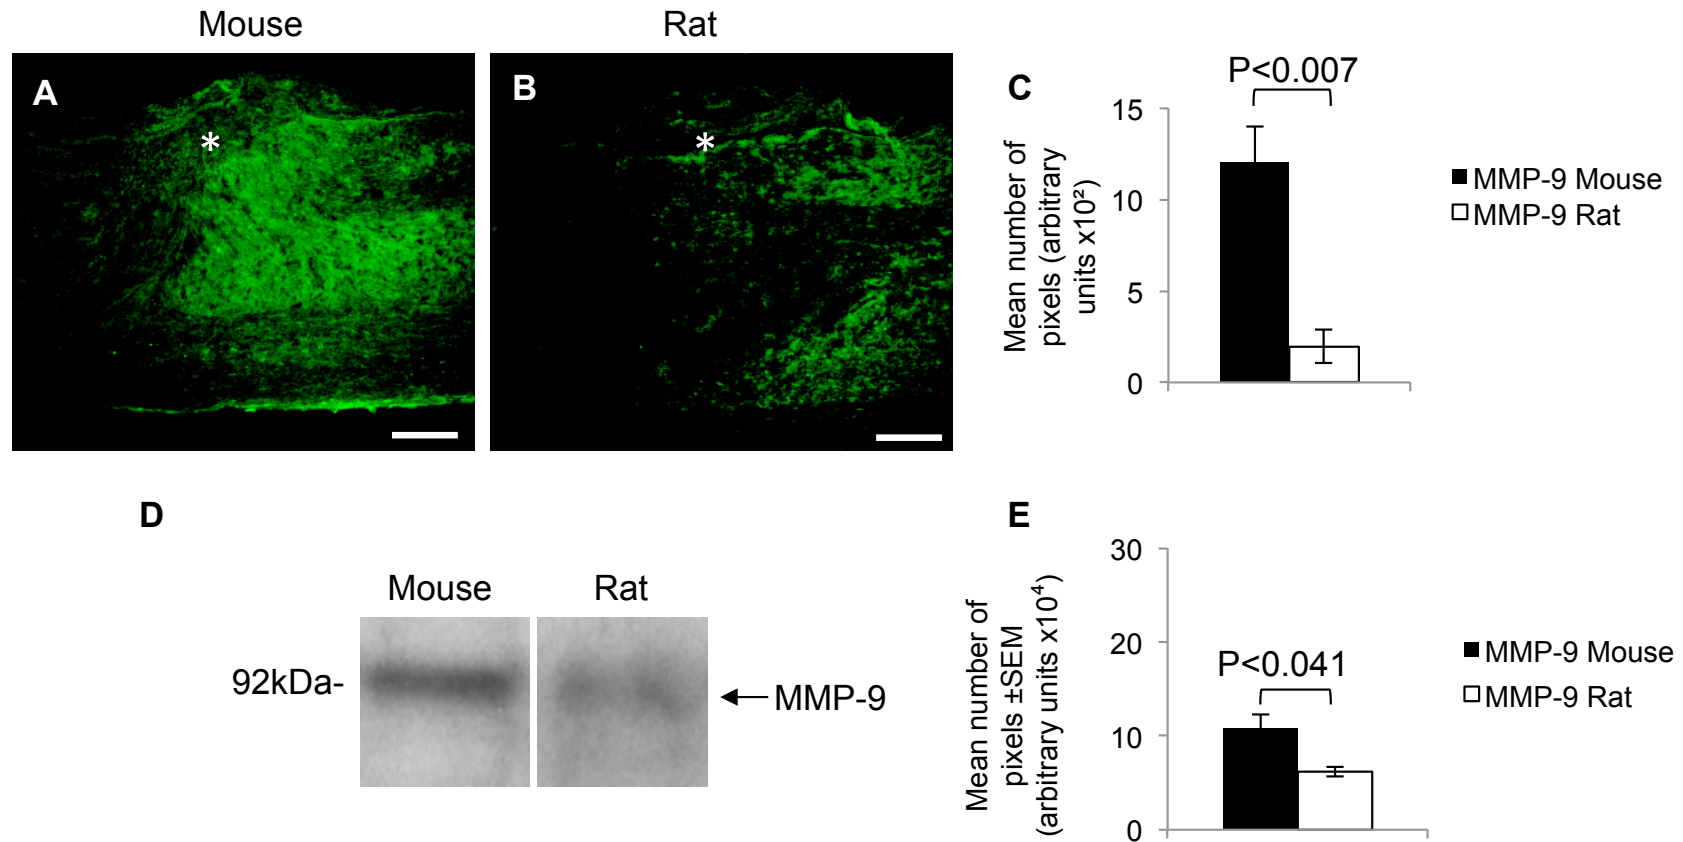 Mouse
Rat
A
*
B
*
C
P<0.007
15
10
5
0
Mean number of
pixels (arbitrary
units x10²)
MMP-9 Mouse
MMP-9 Rat
D
Mouse
Rat
92kDa-
MMP-9
E
30
20
10
0
P<0.041
Mean number of
pixels ±SEM
(arbitrary units x10⁴)
MMP-9 Mouse
MMP-9 Rat